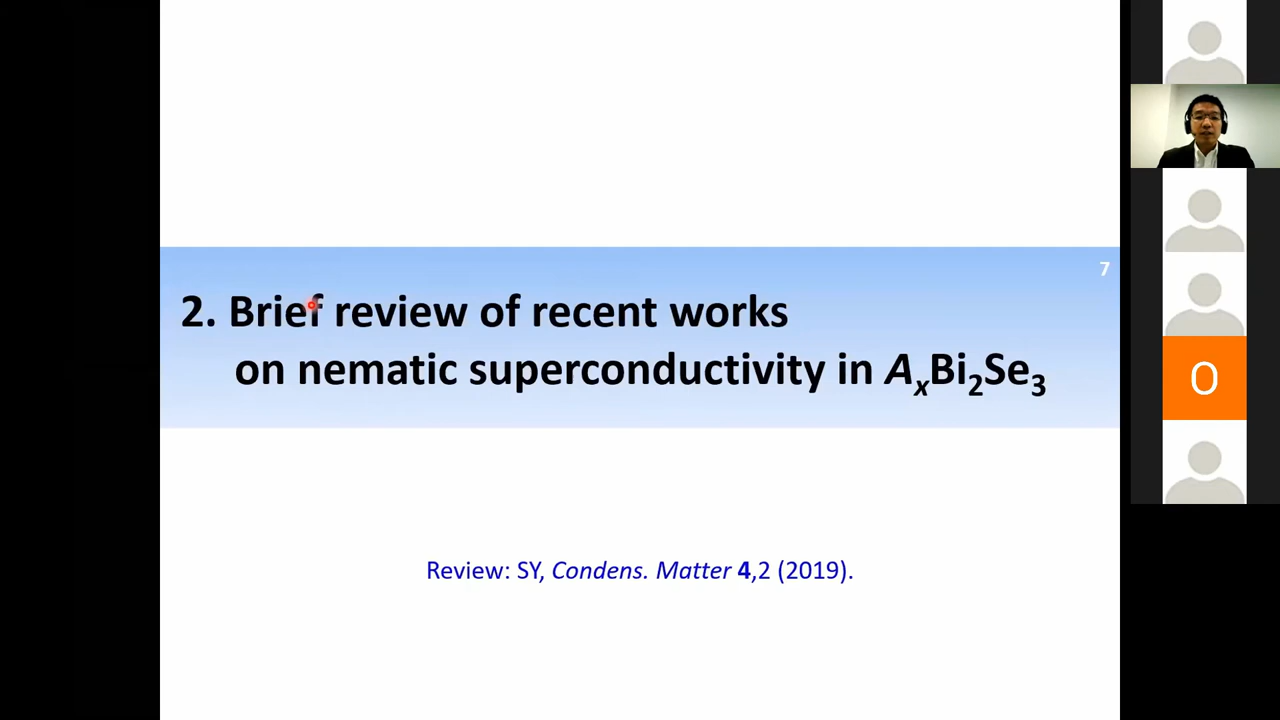 7
2. Brief review of recent works
on nematic superconductivity in AₓBi₂Se₃
Review: SY, Condens. Matter 4,2 (2019).
O